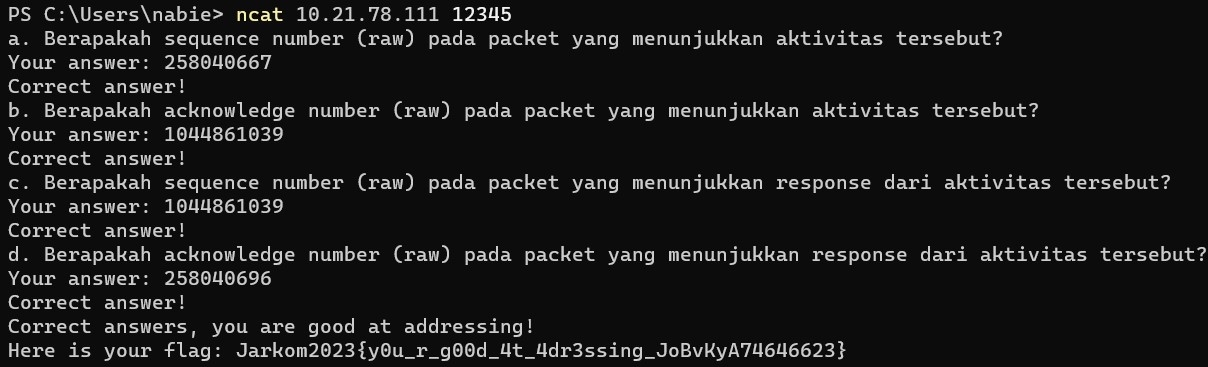 PS C:\Users\nabie> ncat 10.21.78.111 12345
a. Berapakah sequence number (raw) pada packet yang menunjukkan aktivitas tersebut?
Your answer: 258040667
Correct answer!
b. Berapakah acknowledge number (raw) pada packet yang menunjukkan aktivitas tersebut?
Your answer: 1044861039
Correct answer!
c. Berapakah sequence number (raw) pada packet yang menunjukkan response dari aktivitas tersebut?
Your answer: 1044861039
Correct answer!
d. Berapakah acknowledge number (raw) pada packet yang menunjukkan response dari aktivitas tersebut?
Your answer: 258040696
Correct answer!
Correct answers, you are good at addressing!
Here is your flag: Jarkom2023{y0u_r_g00d_4t_4dr3ssing_JoBvKyA74646623}